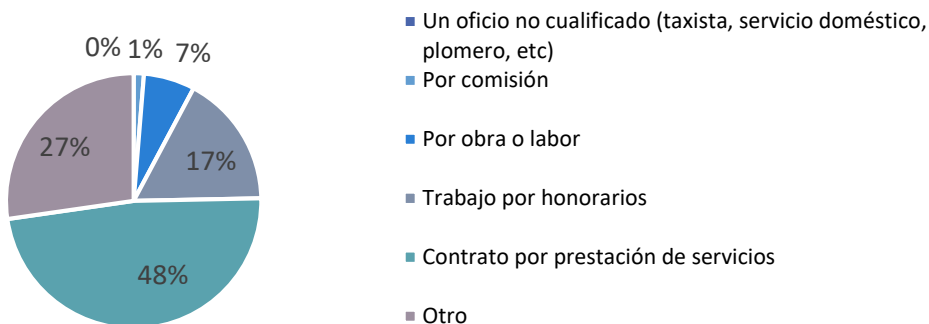 Un oficio no cualificado (taxista, servicio doméstico,
plomero, etc)
0% 1% 7%
Por comisión
27%
Por obra o labor
17%
Trabajo por honorarios
Contrato por prestación de servicios
48%
Otro